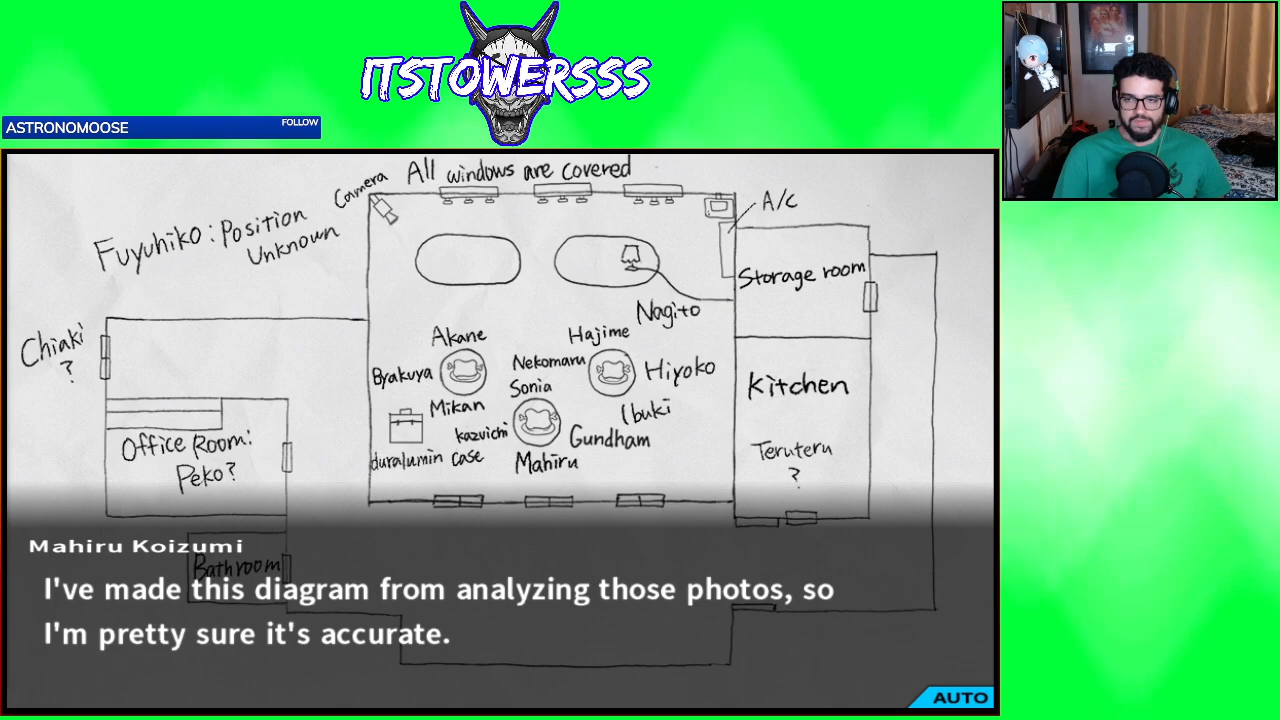 ITSTOWERSSS
ASTRONOMOOSE
FOLLOW
Camera
All windows are covered
A/C
Fuyuhiko: Position
Unknown
Storage room
Nagito
Chiaki
?
Akane
Hajime
Byakuya
Nekomaru
Hiyoko
Sonia
Kitchen
Mikan
Ibuki
kazuichi
Gundham
Office Room:
Peko?
duralumin case
Mahiru
Teruteru
?
Bathroom
Mahiru Koizumi
I've made this diagram from analyzing those photos, so
I'm pretty sure it's accurate.
AUTO